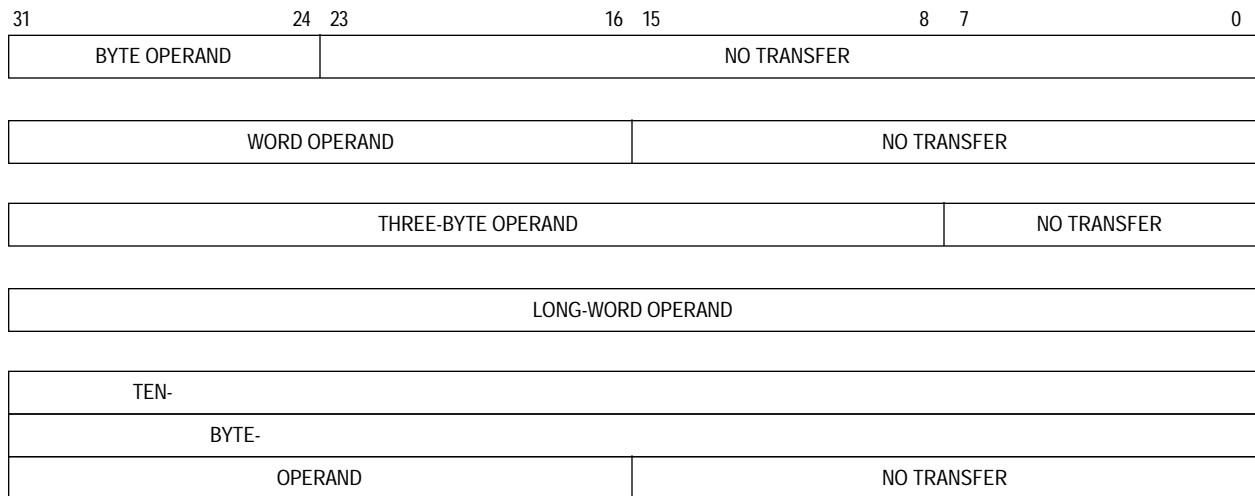 31 24 23 16 15 8 7 0
BYTE OPERAND NO TRANSFER
WORD OPERAND NO TRANSFER
THREE-BYTE OPERAND NO TRANSFER
LONG-WORD OPERAND
TEN-
BYTE-
OPERAND NO TRANSFER